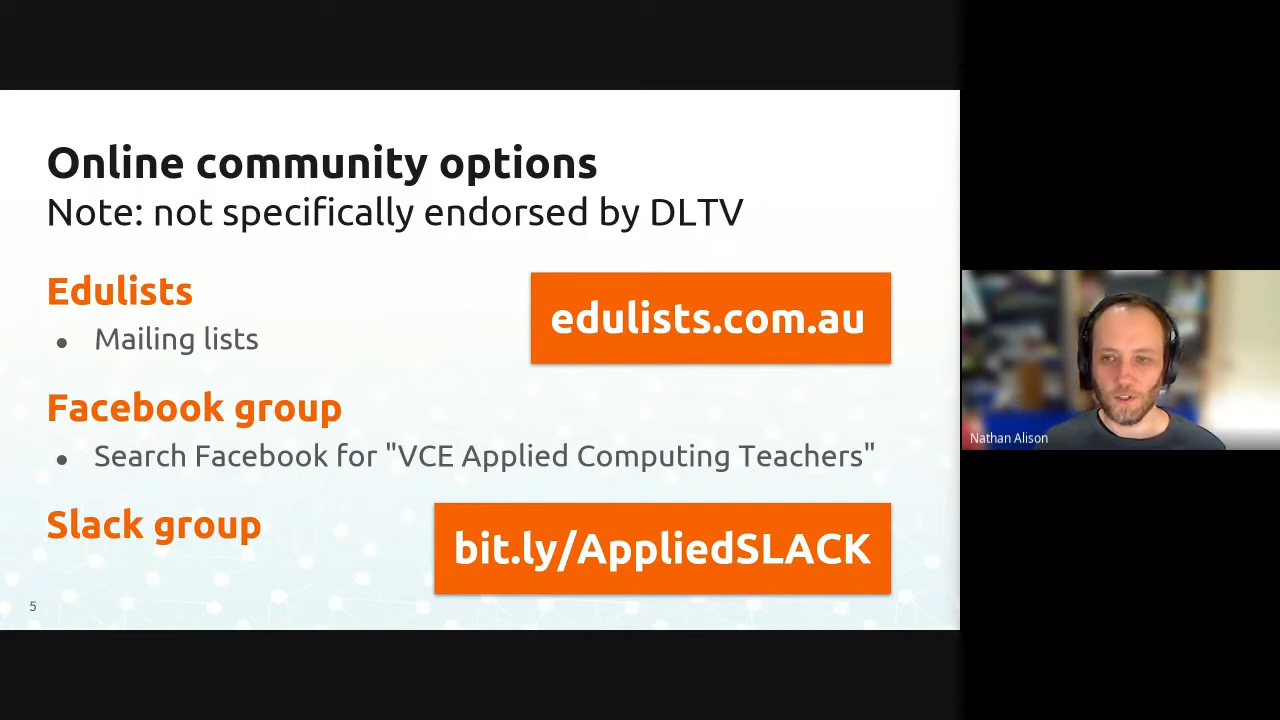 Online community options
Note: not specifically endorsed by DLTV
Edulists
● Mailing lists
edulists.com.au
Facebook group
● Search Facebook for "VCE Applied Computing Teachers"
Slack group
bit.ly/AppliedSLACK
5
Nathan Alison